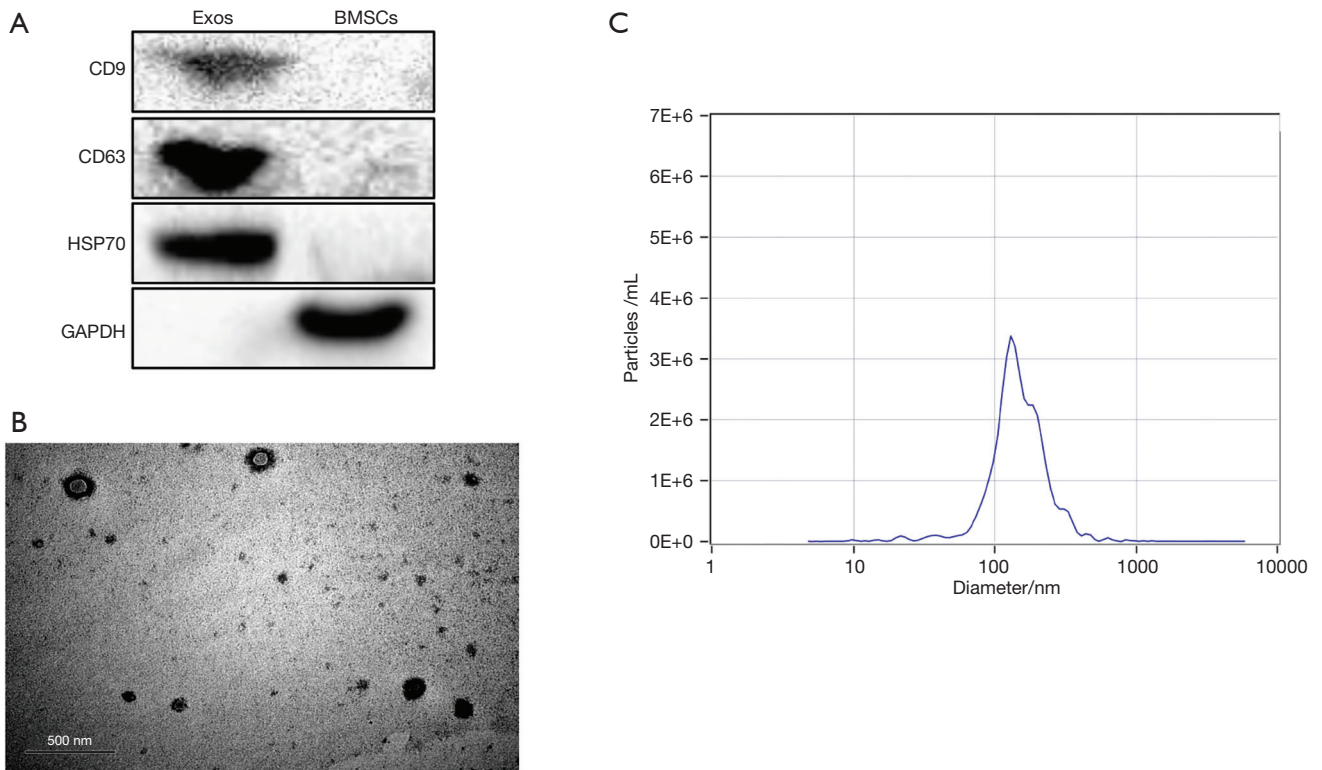 A
Exos BMSCs
CD9
CD63
HSP70
GAPDH
B
500 nm
C
7E+6
6E+6
5E+6
4E+6
3E+6
2E+6
1E+6
0E+0
Particles /mL
1 10 100 1000 10000
Diameter/nm